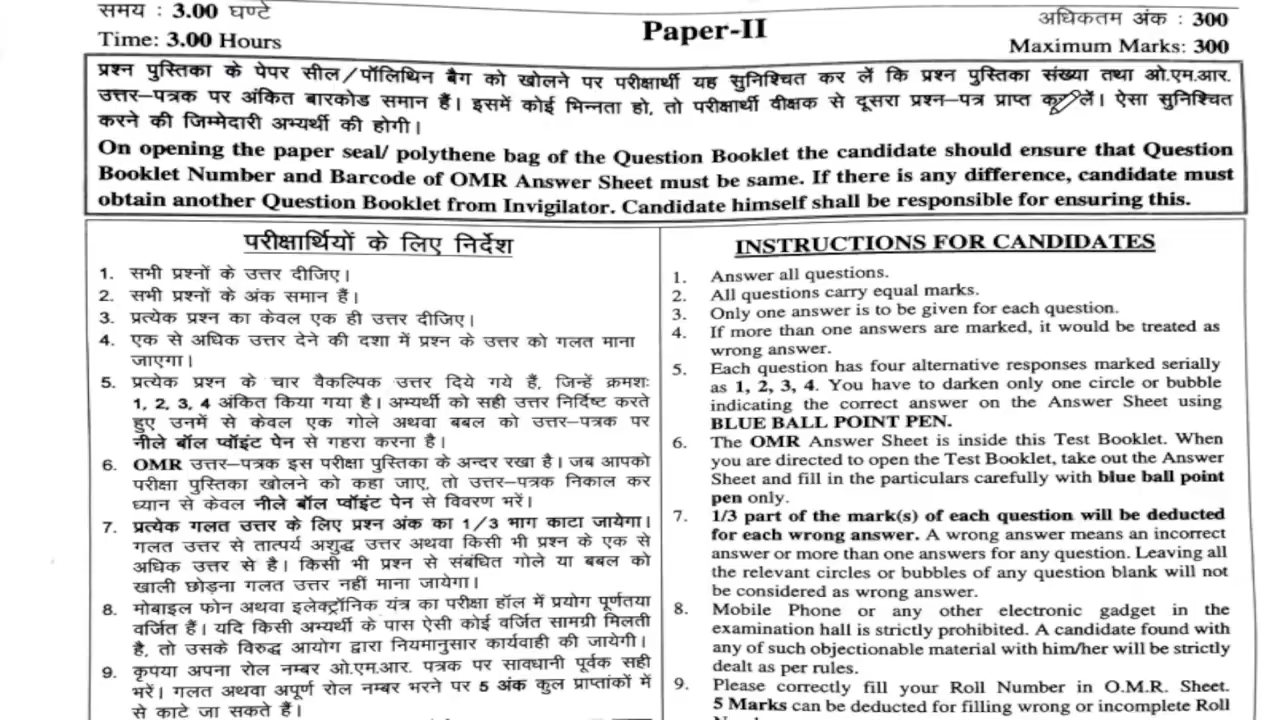 समय : 3.00 घण्टे
Time: 3.00 Hours
Paper-II
अधिकतम अंक : 300
Maximum Marks: 300
प्रश्न पुस्तिका के पेपर सील/पॉलिथिन बैग को खोलने पर परीक्षार्थी यह सुनिश्चित कर लें कि प्रश्न पुस्तिका संख्या तथा ओ.एम.आर.
उत्तर–पत्रक पर अंकित बारकोड समान हैं। इसमें कोई भिन्नता हो, तो परीक्षार्थी वीक्षक से दूसरा प्रश्न–पत्र प्राप्त लें। ऐसा सुनिश्चित
करने की जिम्मेदारी अभ्यर्थी की होगी।
On opening the paper seal/ polythene bag of the Question Booklet the candidate should ensure that Question
Booklet Number and Barcode of OMR Answer Sheet must be same. If there is any difference, candidate must
obtain another Question Booklet from Invigilator. Candidate himself shall be responsible for ensuring this.
परीक्षार्थियों के लिए निर्देश
1. सभी प्रश्नों के उत्तर दीजिए।
2. सभी प्रश्नों के अंक समान हैं।
3. प्रत्येक प्रश्न का केवल एक ही उत्तर दीजिए।
4. एक से अधिक उत्तर देने की दशा में प्रश्न के उत्तर को गलत माना
जाएगा।
5. प्रत्येक प्रश्न के चार वैकल्पिक उत्तर दिये गये हैं, जिन्हें क्रमशः
1, 2, 3, 4 अंकित किया गया है। अभ्यर्थी को सही उत्तर निर्दिष्ट करते
हुए उनमें से केवल एक गोले अथवा बबल को उत्तर–पत्रक पर
नीले बॉल प्वॉइंट पेन से गहरा करना है।
6. OMR उत्तर–पत्रक इस परीक्षा पुस्तिका के अन्दर रखा है। जब आपको
परीक्षा पुस्तिका खोलने को कहा जाए, तो उत्तर–पत्रक निकाल कर
ध्यान से केवल नीले बॉल प्वॉइंट पेन से विवरण भरें।
7. प्रत्येक गलत उत्तर के लिए प्रश्न अंक का 1/3 भाग काटा जायेगा।
गलत उत्तर से तात्पर्य अशुद्ध उत्तर अथवा किसी भी प्रश्न के एक से
अधिक उत्तर से है। किसी भी प्रश्न से संबंधित गोले या बबल को
खाली छोड़ना गलत उत्तर नहीं माना जायेगा।
8. मोबाइल फोन अथवा इलेक्ट्रॉनिक यंत्र का परीक्षा हॉल में प्रयोग पूर्णतया
वर्जित हैं। यदि किसी अभ्यर्थी के पास ऐसी कोई वर्जित सामग्री मिलती
है, तो उसके विरुद्ध आयोग द्वारा नियमानुसार कार्यवाही की जायेगी।
9. कृपया अपना रोल नम्बर ओ.एम.आर. पत्रक पर सावधानी पूर्वक सही
भरें। गलत अथवा अपूर्ण रोल नम्बर भरने पर 5 अंक कुल प्राप्तांकों में
से काटे जा सकते हैं।
INSTRUCTIONS FOR CANDIDATES
1. Answer all questions.
2. All questions carry equal marks.
3. Only one answer is to be given for each question.
4. If more than one answers are marked, it would be treated as
wrong answer.
5. Each question has four alternative responses marked serially
as 1, 2, 3, 4. You have to darken only one circle or bubble
indicating the correct answer on the Answer Sheet using
BLUE BALL POINT PEN.
6. The OMR Answer Sheet is inside this Test Booklet. When
you are directed to open the Test Booklet, take out the Answer
Sheet and fill in the particulars carefully with blue ball point
pen only.
7. 1/3 part of the mark(s) of each question will be deducted
for each wrong answer. A wrong answer means an incorrect
answer or more than one answers for any question. Leaving all
the relevant circles or bubbles of any question blank will not
be considered as wrong answer.
8. Mobile Phone or any other electronic gadget in the
examination hall is strictly prohibited. A candidate found with
any of such objectionable material with him/her will be strictly
dealt as per rules.
9. Please correctly fill your Roll Number in O.M.R. Sheet.
5 Marks can be deducted for filling wrong or incomplete Roll